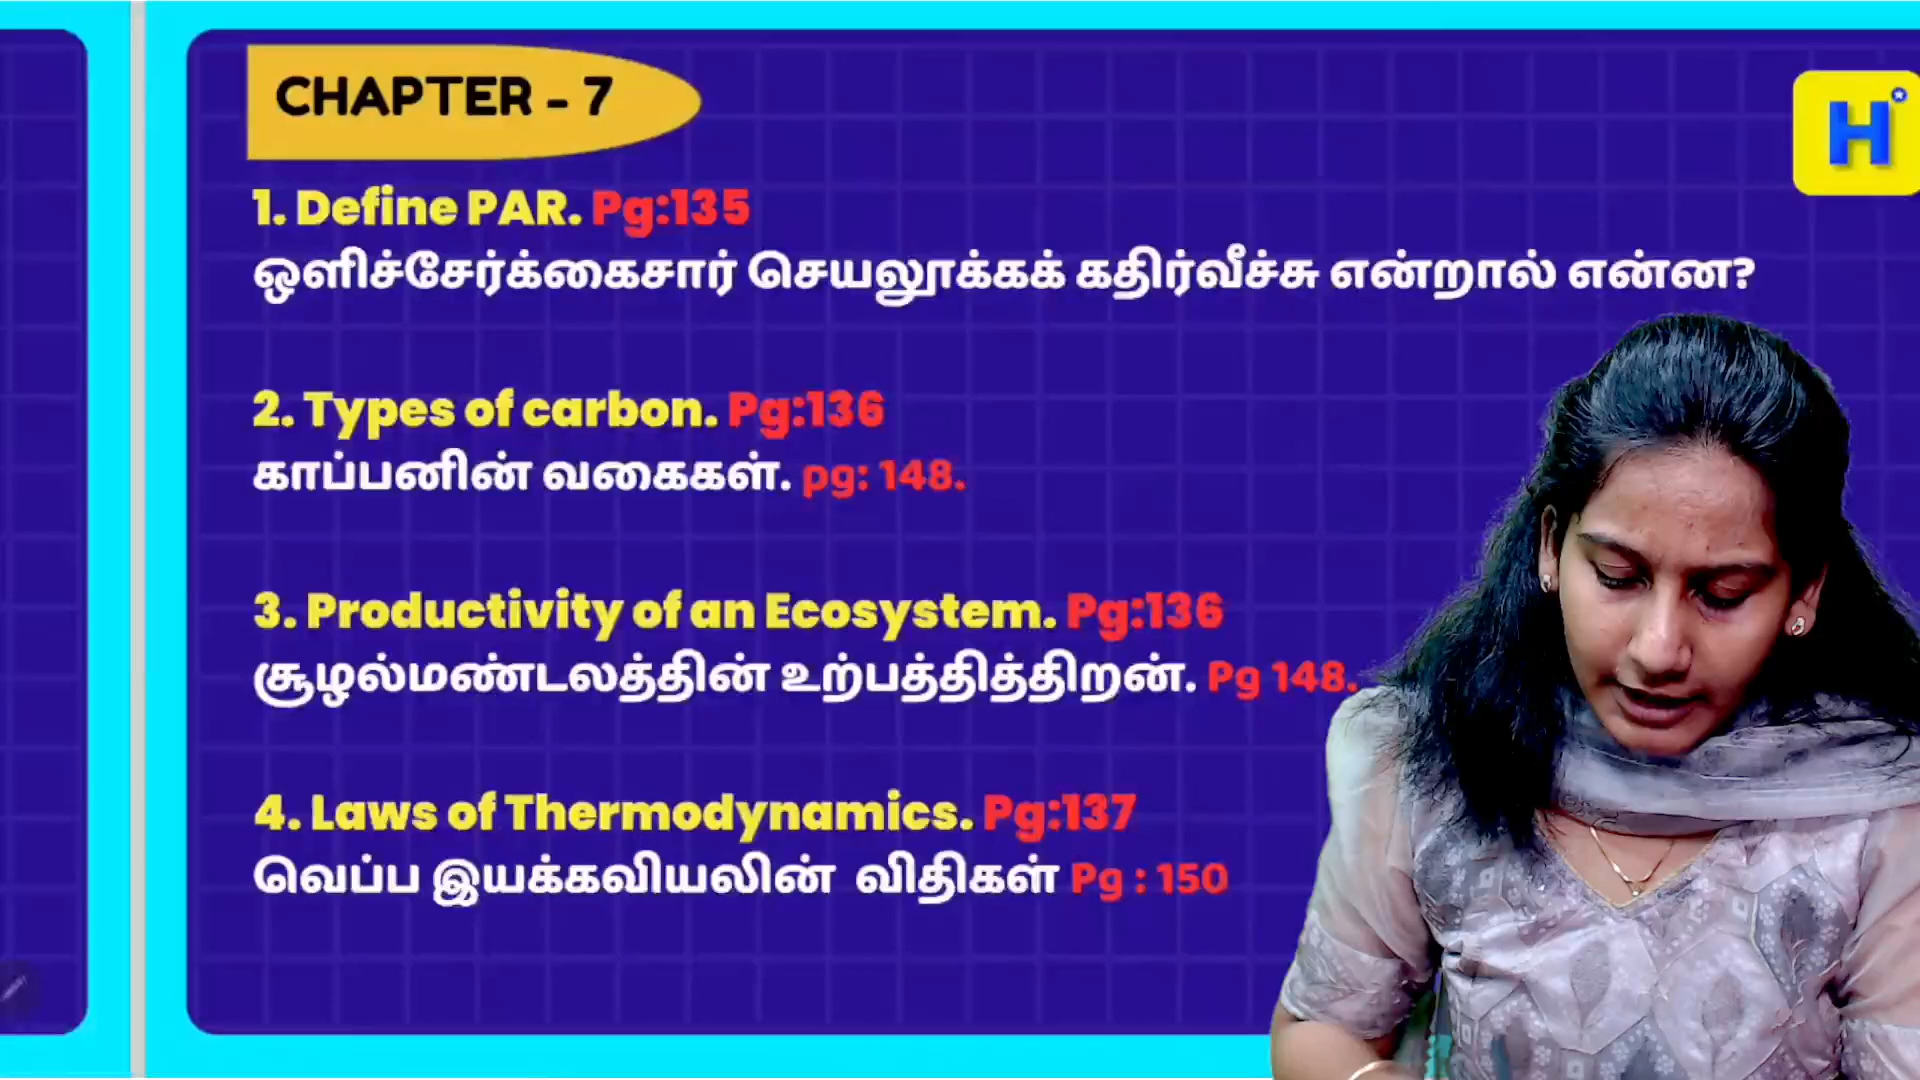 CHAPTER - 7
H
1. Define PAR. Pg:135
ஒளிச்சேர்க்கைசார் செயலூக்கக் கதிர்வீச்சு என்றால் என்ன?
2. Types of carbon. Pg:136
காப்பனின் வகைகள். pg: 148.
3. Productivity of an Ecosystem. Pg:136
சூழல்மண்டலத்தின் உற்பத்தித்திறன். Pg 148.
4. Laws of Thermodynamics. Pg:137
வெப்ப இயக்கவியலின் விதிகள் Pg : 150